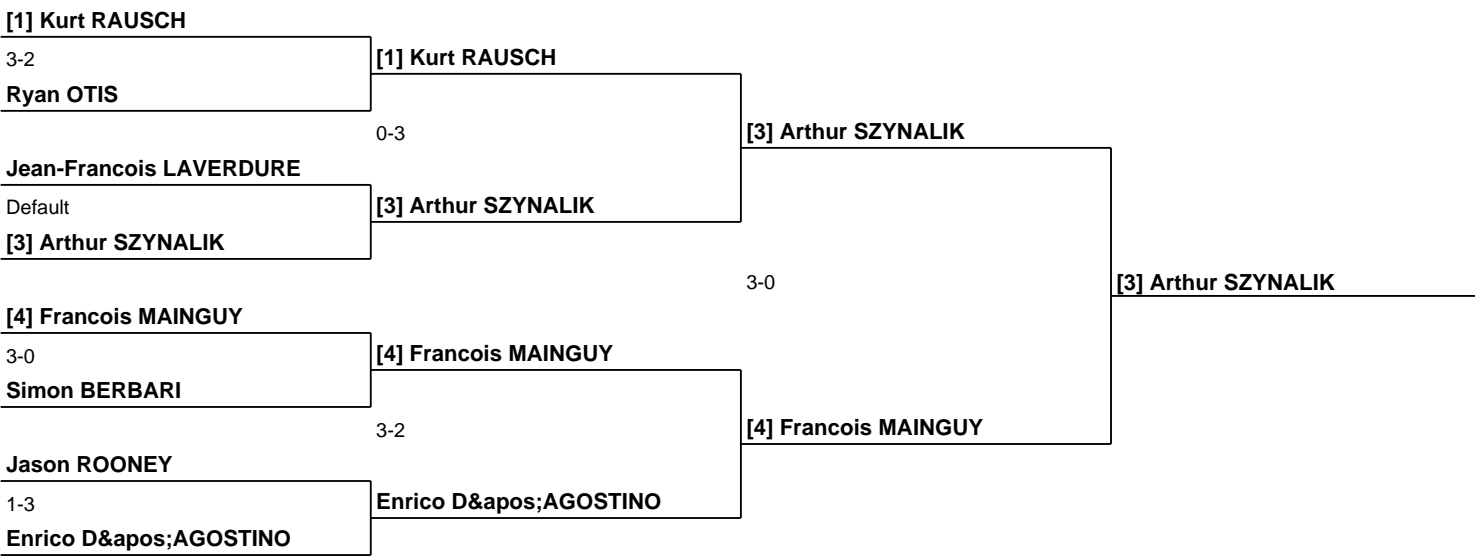 [1] Kurt RAUSCH
3-2
[1] Kurt RAUSCH
Ryan OTIS
0-3
[3] Arthur SZYNALIK
Jean-Francois LAVERDURE
Default
[3] Arthur SZYNALIK
[3] Arthur SZYNALIK
3-0
[3] Arthur SZYNALIK
[4] Francois MAINGUY
3-0
[4] Francois MAINGUY
Simon BERBARI
3-2
[4] Francois MAINGUY
Jason ROONEY
1-3
Enrico D&apos;AGOSTINO
Enrico D&apos;AGOSTINO